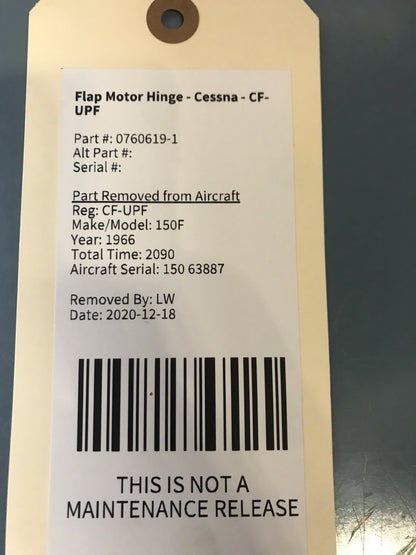 Flap Motor Hinge - Cessna - CF-
UPF
Part #: 0760619-1
Alt Part #:
Serial #:
Part Removed from Aircraft
Reg: CF-UPF
Make/Model: 150F
Year: 1966
Total Time: 2090
Aircraft Serial: 150 63887
Removed By: LW
Date: 2020-12-18
THIS IS NOT A
MAINTENANCE RELEASE